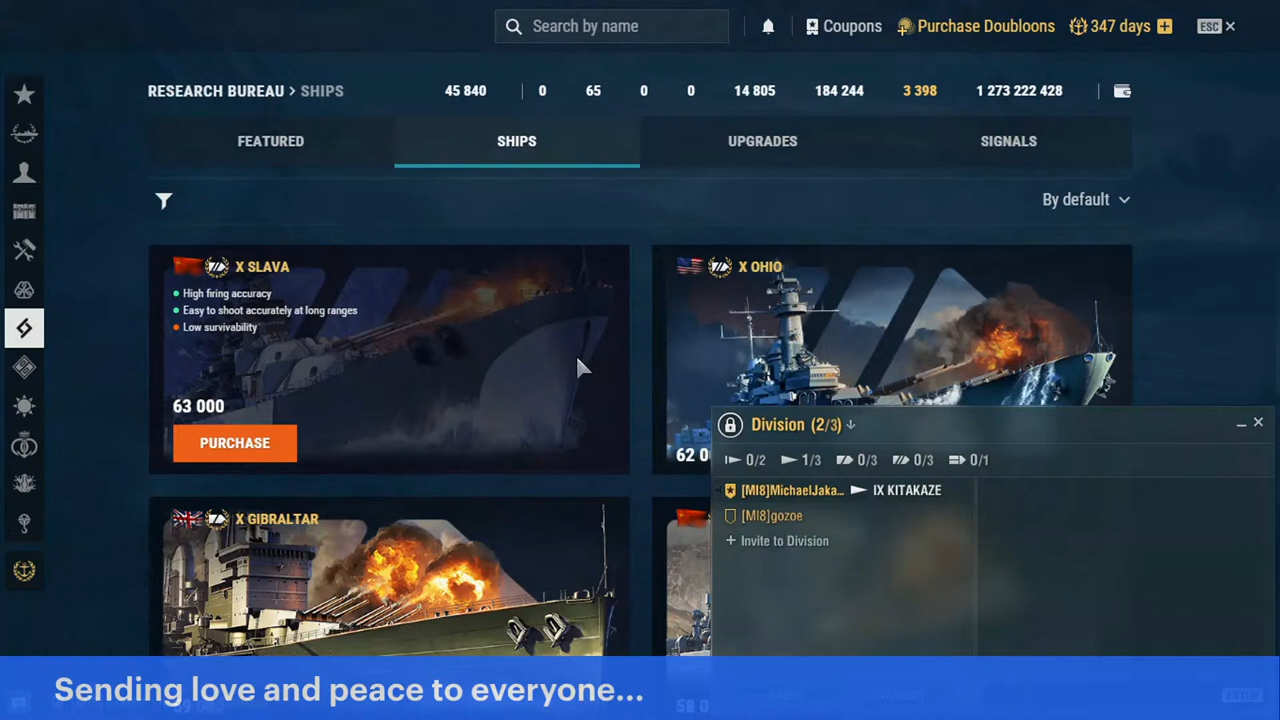 Search by name
Coupons
Purchase Doubloons
347 days
ESC
RESEARCH BUREAU > SHIPS
45 840 0 65 0 0 14 805 184 244 3 398 1 273 222 428
FEATURED SHIPS UPGRADES SIGNALS
By default
X SLAVA
High firing accuracy
Easy to shoot accurately at long ranges
Low survivability
63 000
PURCHASE
X OHIO
62 0
Division (2/3)
0/2 1/3 0/3 0/3 0/1
[MI8]MichaelJaka... IX KITAKAZE
[MI8]gozoe
+ Invite to Division
X GIBRALTAR
58 0
Sending love and peace to everyone...